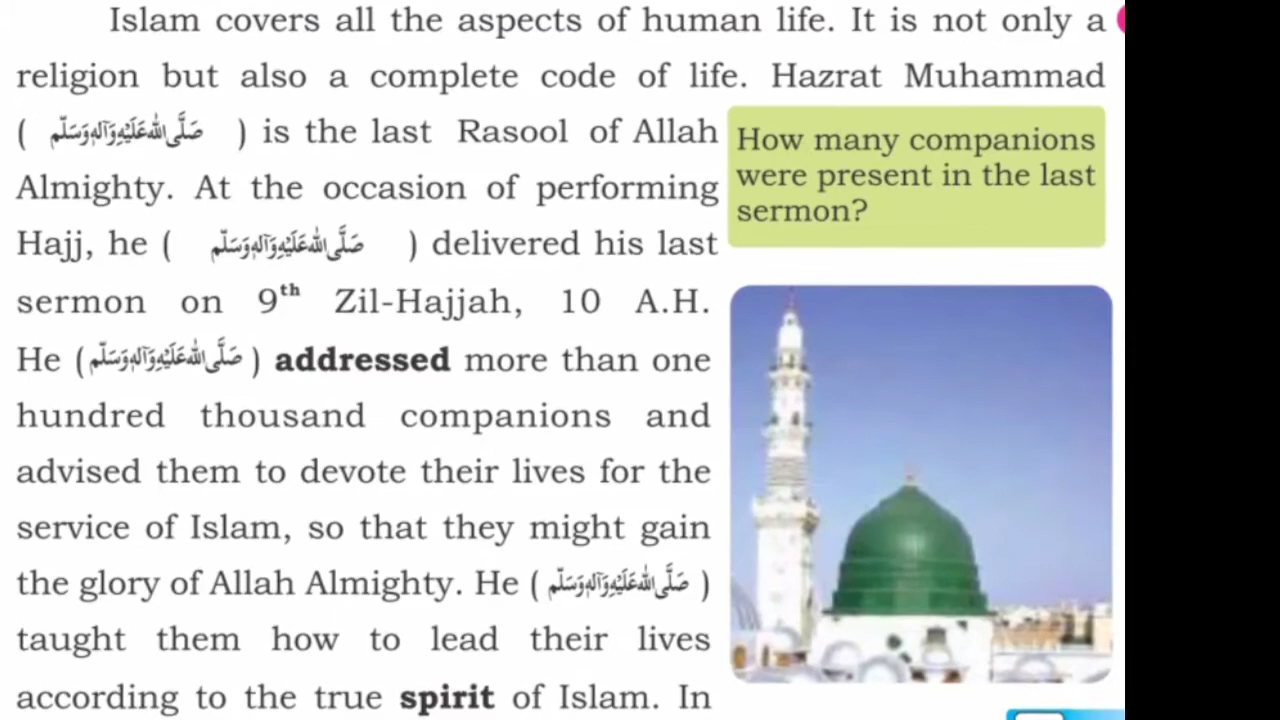 Islam covers all the aspects of human life. It is not only a
religion but also a complete code of life. Hazrat Muhammad
( صَلَّى اللهُ عَلَيْهِ وَآلِهٖ وَسَلَّم ) is the last Rasool of Allah
Almighty. At the occasion of performing
Hajj, he ( صَلَّى اللهُ عَلَيْهِ وَآلِهٖ وَسَلَّم ) delivered his last
sermon on 9th Zil-Hajjah, 10 A.H.
He (صَلَّى اللهُ عَلَيْهِ وَآلِهٖ وَسَلَّم) addressed more than one
hundred thousand companions and
advised them to devote their lives for the
service of Islam, so that they might gain
the glory of Allah Almighty. He ( صَلَّى اللهُ عَلَيْهِ وَآلِهٖ وَسَلَّم )
taught them how to lead their lives
according to the true spirit of Islam. In
How many companions
were present in the last
sermon?